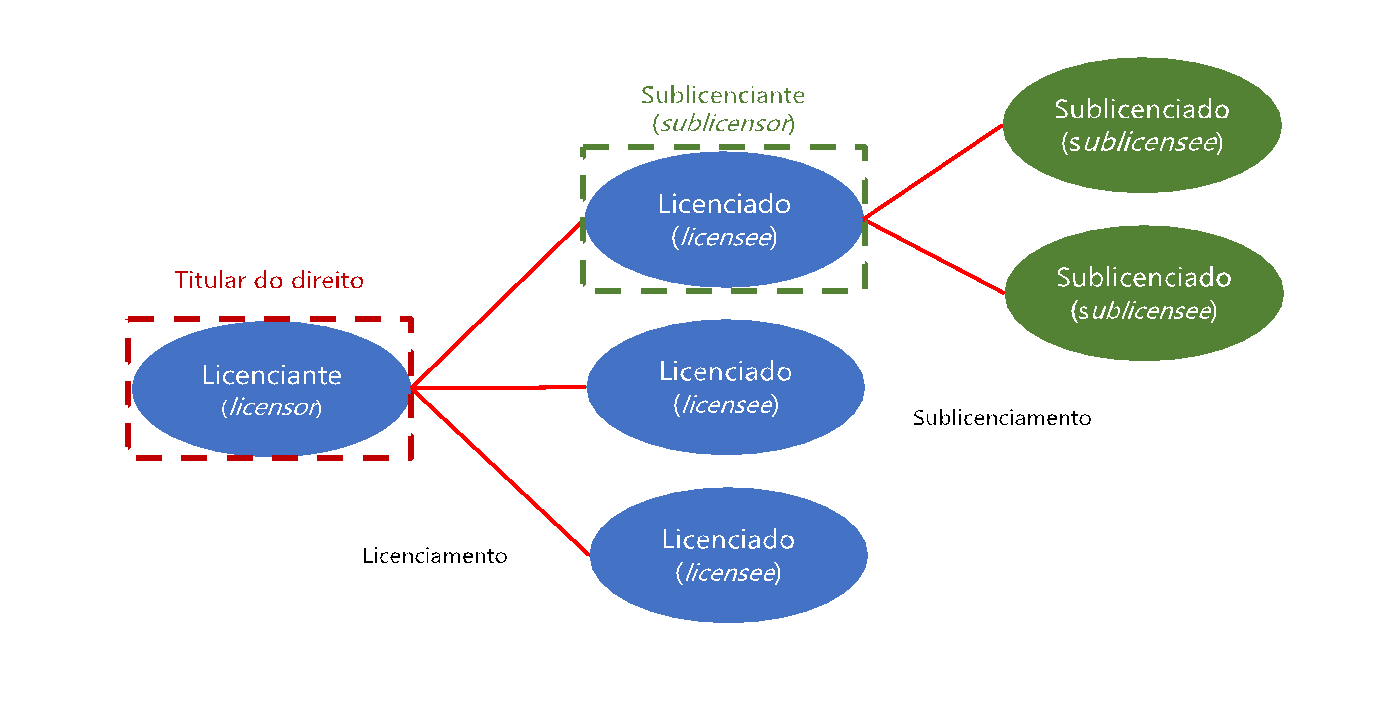 Titular do direito
Licenciante
(licensor)
Licenciamento
Sublicenciante
(sublicensor)
Licenciado
(licensee)
Licenciado
(licensee)
Licenciado
(licensee)
Sublicenciado
(sublicensee)
Sublicenciado
(sublicensee)
Sublicenciamento